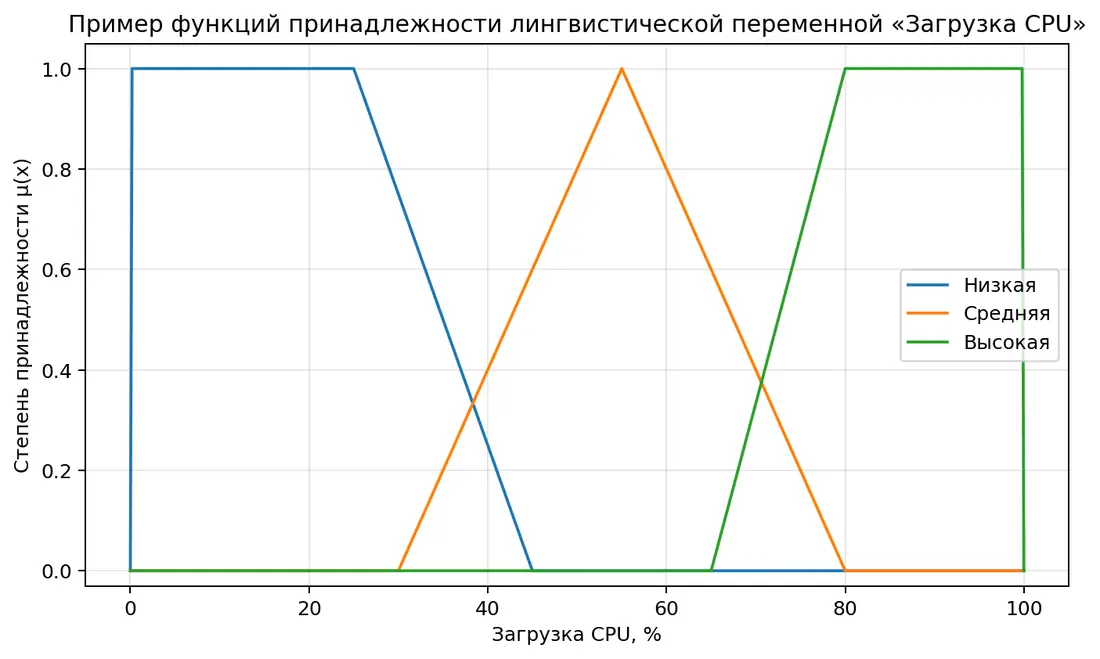 Пример функций принадлежности лингвистической переменной «Загрузка CPU»
Степень принадлежности μ(x)
1.0
0.8
0.6
0.4
0.2
0.0
Низкая
Средняя
Высокая
0 20 40 60 80 100
Загрузка CPU, %